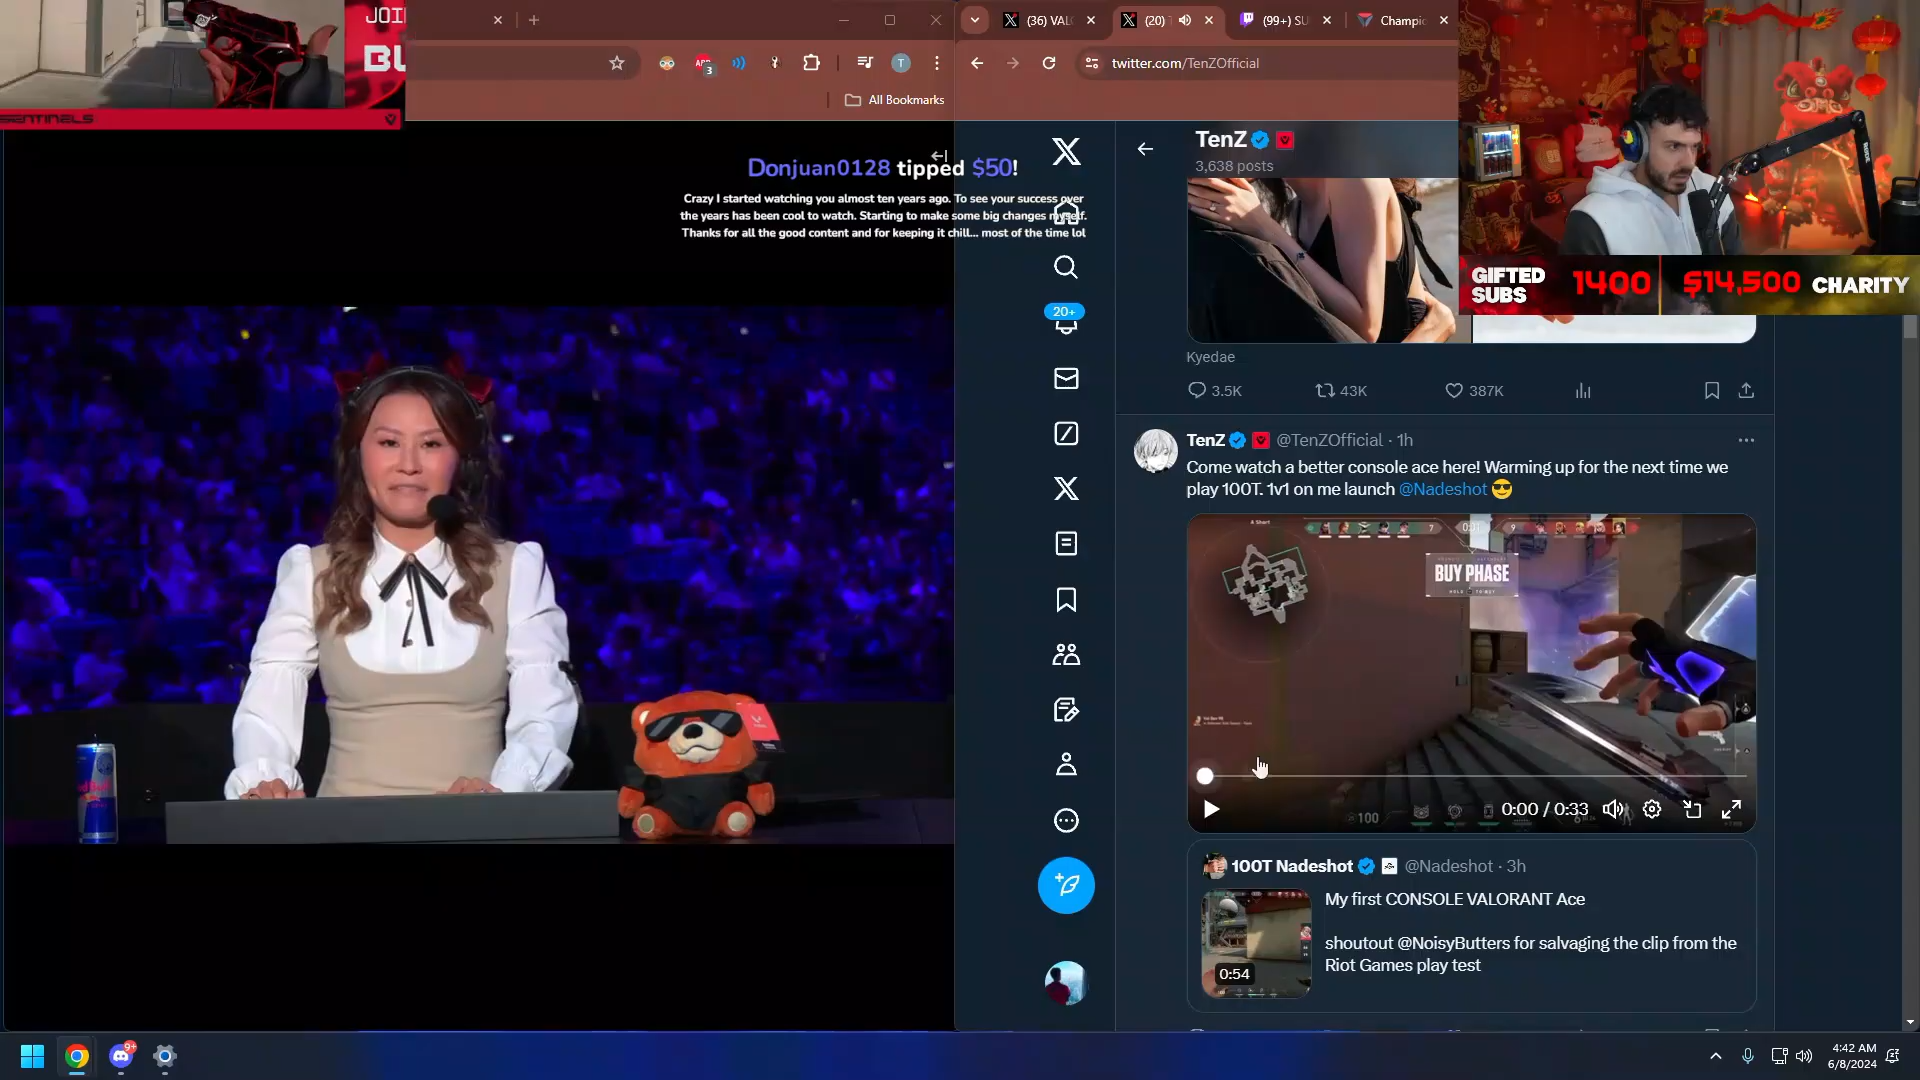 JOI
BL
SENTINELS
(36) VAL
(20)
(99+) SU
Champic
3
T
twitter.com/TenZOfficial
All Bookmarks
Donjuan0128 tipped $50!
Crazy I started watching you almost ten years ago. To see your success over
the years has been cool to watch. Starting to make some big changes myself.
Thanks for all the good content and for keeping it chill... most of the time lol
TenZ
3,638 posts
GIFTED
SUBS
1400
$14,500 CHARITY
20+
Kyedae
3.5K
43K
387K
TenZ @TenZOfficial · 1h
Come watch a better console ace here! Warming up for the next time we
play 100T. 1v1 on me launch @Nadeshot 😎
A Short
7
9
BUY PHASE
100
0:00 / 0:33
100T Nadeshot @Nadeshot · 3h
My first CONSOLE VALORANT Ace
shoutout @NoisyButters for salvaging the clip from the
Riot Games play test
0:54
9+
4:42 AM
6/8/2024